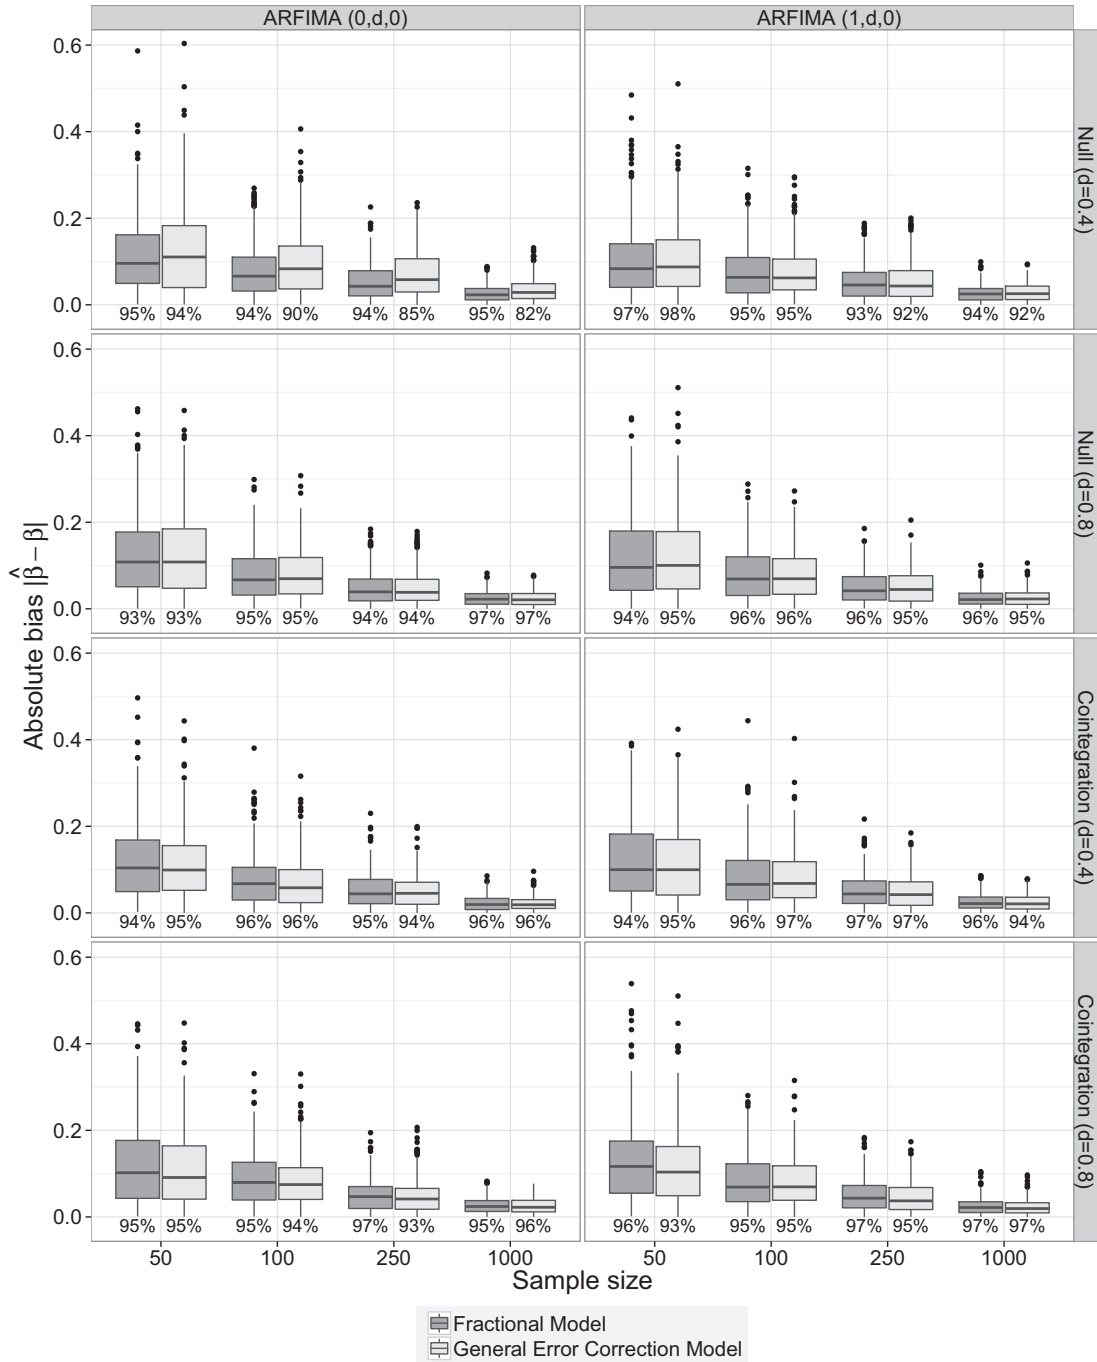 ARFIMA (0,d,0) ARFIMA (1,d,0)
0.6
0.4
0.2
0.0
95% 94% 94% 90% 94% 85% 95% 82%
97% 98% 95% 95% 93% 92% 94% 92%
Null (d=0.4)
0.6
0.4
0.2
0.0
93% 93% 95% 95% 94% 94% 97% 97%
94% 95% 96% 96% 96% 95% 96% 95%
Null (d=0.8)
Absolute bias |β̂ − β|
0.6
0.4
0.2
0.0
94% 95% 96% 96% 95% 94% 96% 96%
94% 95% 96% 97% 97% 97% 96% 94%
Cointegration (d=0.4)
0.6
0.4
0.2
0.0
95% 95% 95% 94% 97% 93% 95% 96%
96% 93% 95% 95% 97% 95% 97% 97%
Cointegration (d=0.8)
50 100 250 1000 50 100 250 1000
Sample size
Fractional Model
General Error Correction Model